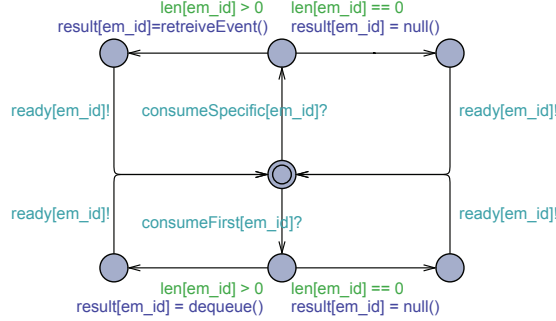 len[em_id] > 0 len[em_id] == 0
result[em_id]=retreiveEvent() result[em_id] = null()
ready[em_id]! consumeSpecific[em_id]? ready[em_id]!
ready[em_id]! consumeFirst[em_id]? ready[em_id]!
len[em_id] > 0 len[em_id] == 0
result[em_id] = dequeue() result[em_id] = null()